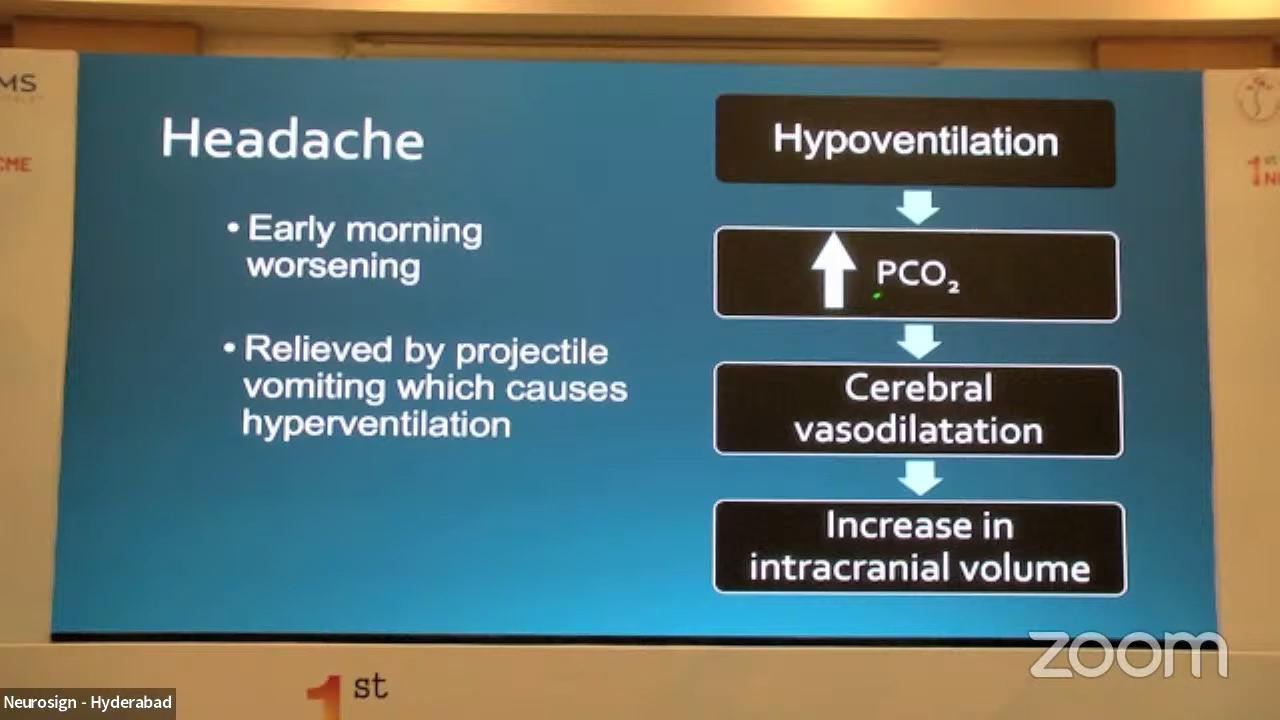 MS
CME
Headache
• Early morning
worsening
• Relieved by projectile
vomiting which causes
hyperventilation
Hypoventilation
PCO₂
Cerebral
vasodilatation
Increase in
intracranial volume
1st
zoom
1st
Neurosign - Hyderabad